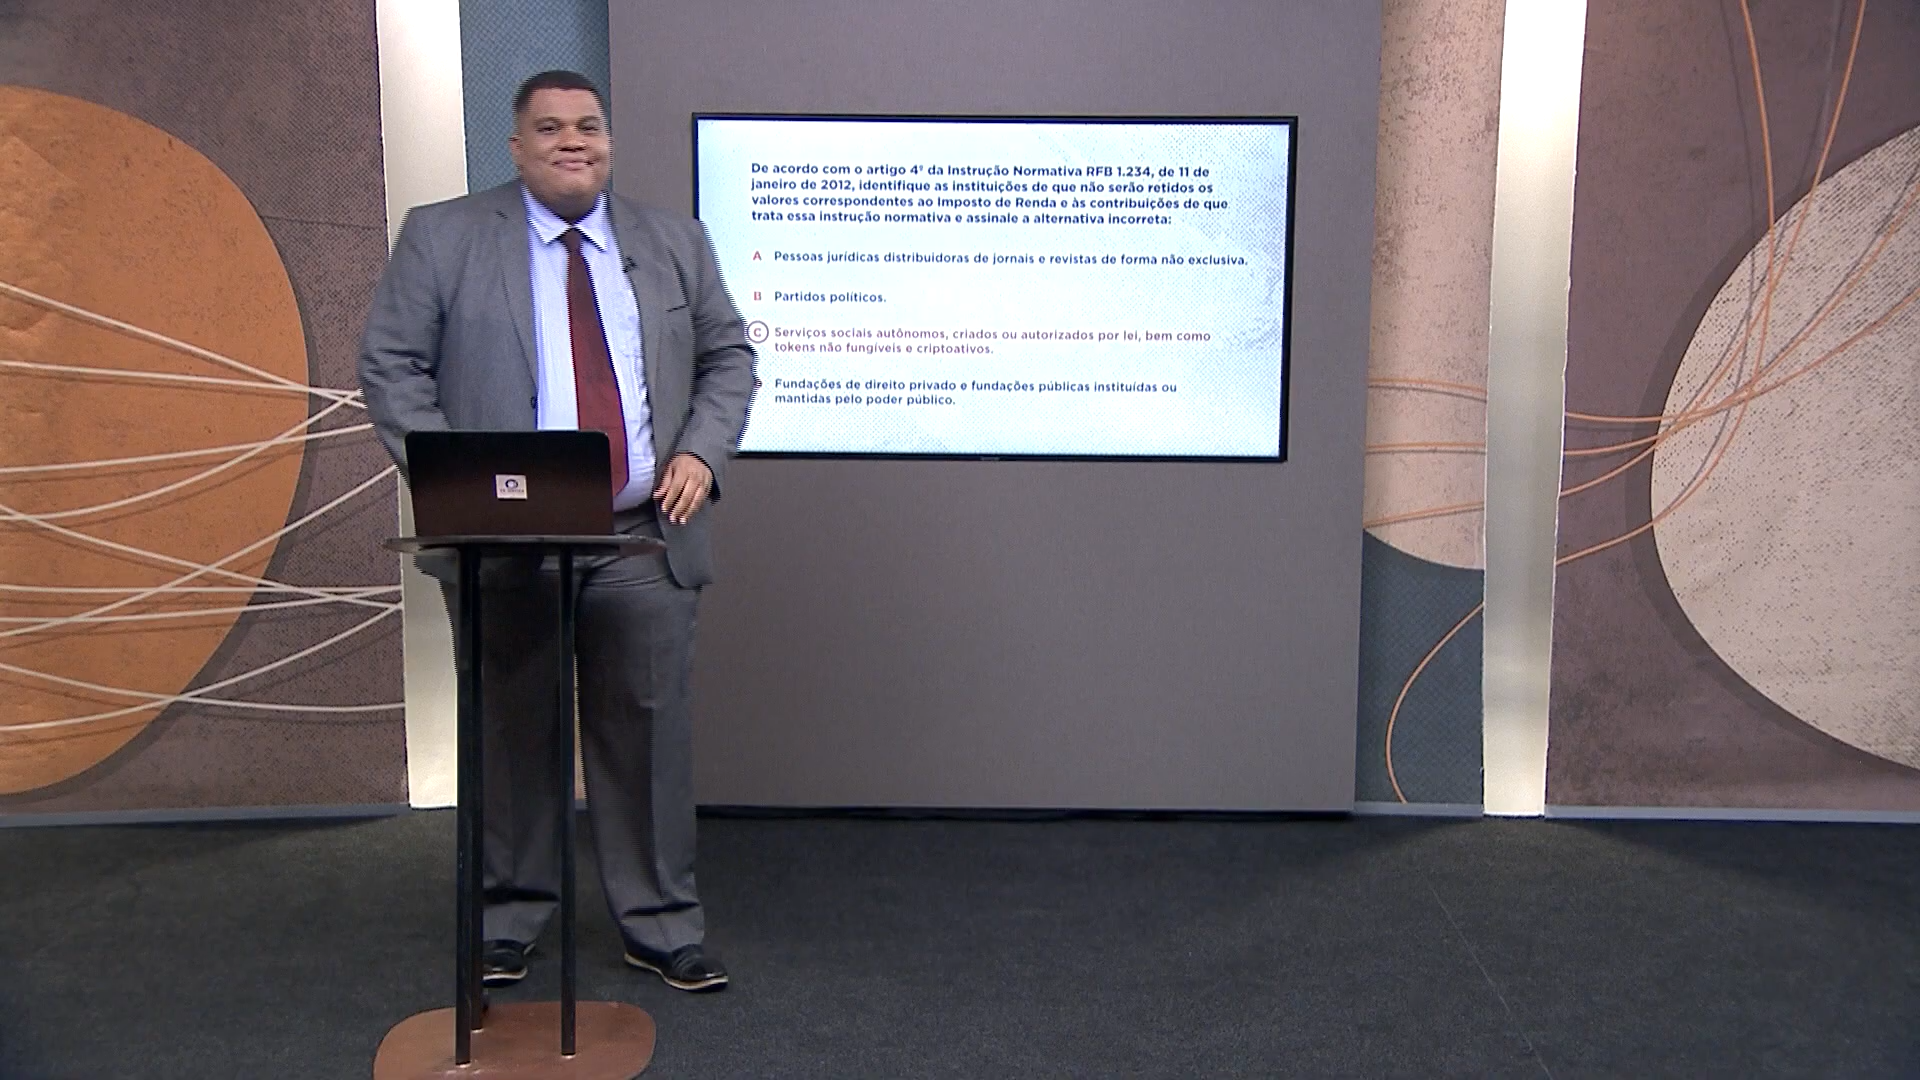 De acordo com o artigo 4º da Instrução Normativa RFB 1.234, de 11 de
janeiro de 2012, identifique as instituições de que não serão retidos os
valores correspondentes ao Imposto de Renda e às contribuições de que
trata essa instrução normativa e assinale a alternativa incorreta:
A Pessoas jurídicas distribuidoras de jornais e revistas de forma não exclusiva.
B Partidos políticos.
C Serviços sociais autônomos, criados ou autorizados por lei, bem como
tokens não fungíveis e criptoativos.
Fundações de direito privado e fundações públicas instituídas ou
mantidas pelo poder público.